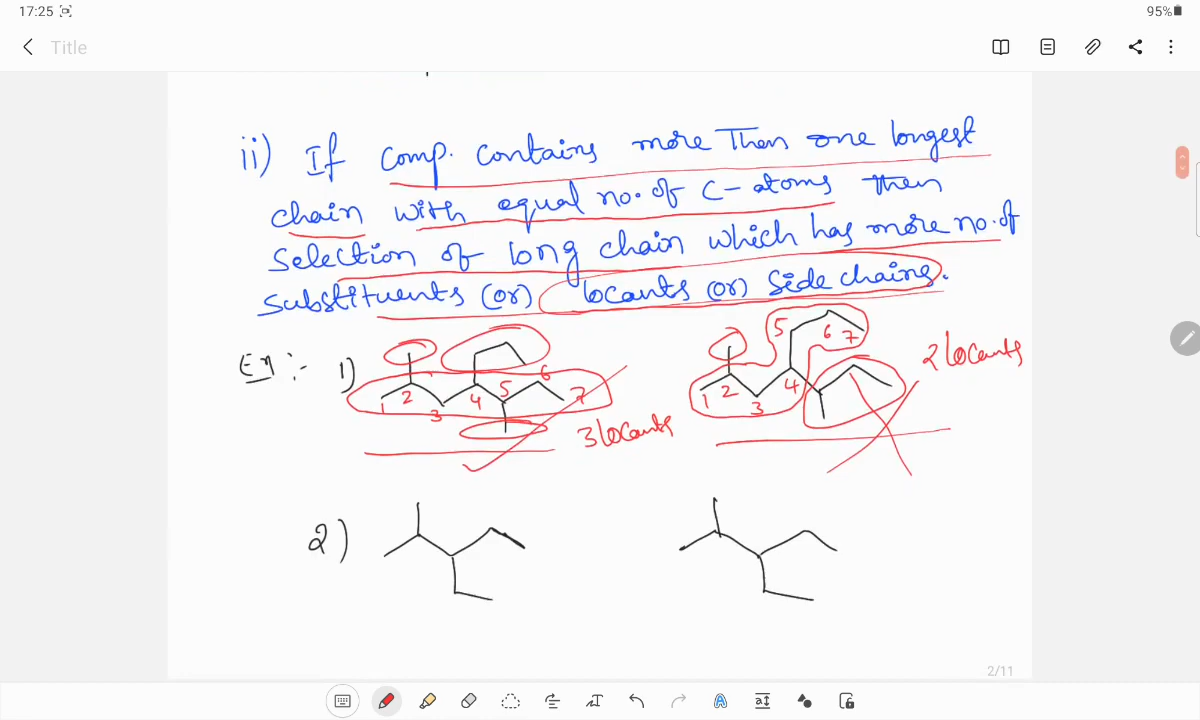 17:25
95%
Title
ii) If comp. contains more Then one longest
chain with equal no. of C-atoms then
selection of long chain which has more no. of
substituents (or) locants (or) side chains.
Ex :- 1)
1 2 3 4 5 6 7
3 locants
1 2 3 4 5 6 7
2 locants
2)
2/11